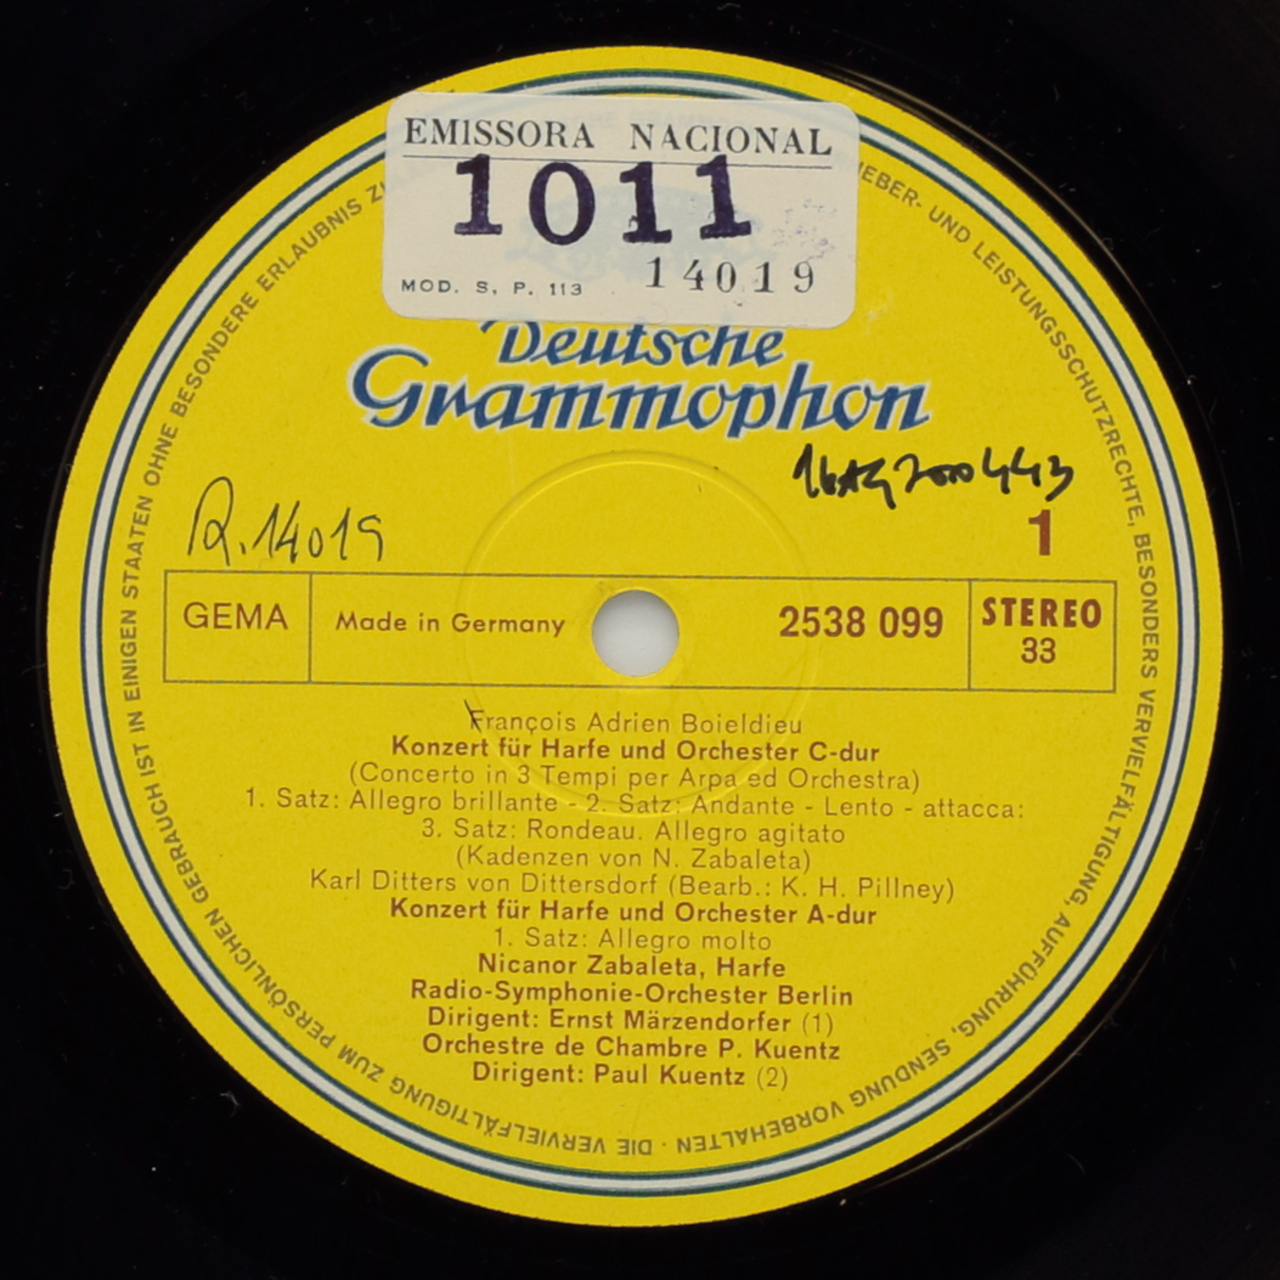 EMISSORA NACIONAL
1011
MOD. S. P. 113 14019
Deutsche
Grammophon
R.14019
1
GEMA
Made in Germany
2538 099
STEREO
33
François Adrien Boieldieu
Konzert für Harfe und Orchester C-dur
(Concerto in 3 Tempi per Arpa ed Orchestra)
1. Satz: Allegro brillante - 2. Satz: Andante - Lento - attacca:
3. Satz: Rondeau. Allegro agitato
(Kadenzen von N. Zabaleta)
Karl Ditters von Dittersdorf (Bearb.: K. H. Pillney)
Konzert für Harfe und Orchester A-dur
1. Satz: Allegro molto
Nicanor Zabaleta, Harfe
Radio-Symphonie-Orchester Berlin
Dirigent: Ernst Märzendorfer (1)
Orchestre de Chambre P. Kuentz
Dirigent: Paul Kuentz (2)
UND LEISTUNGSSCHUTZRECHTE, BESONDERS VERVIELFÄLTIGUNG, AUFFÜHRUNG, SENDUNG VORBEHALTEN · DIE VERVIELFÄLTIGUNG ZUM PERSÖNLICHEN GEBRAUCH IST IN EINIGEN STAATEN OHNE BESONDERE ERLAUBNIS